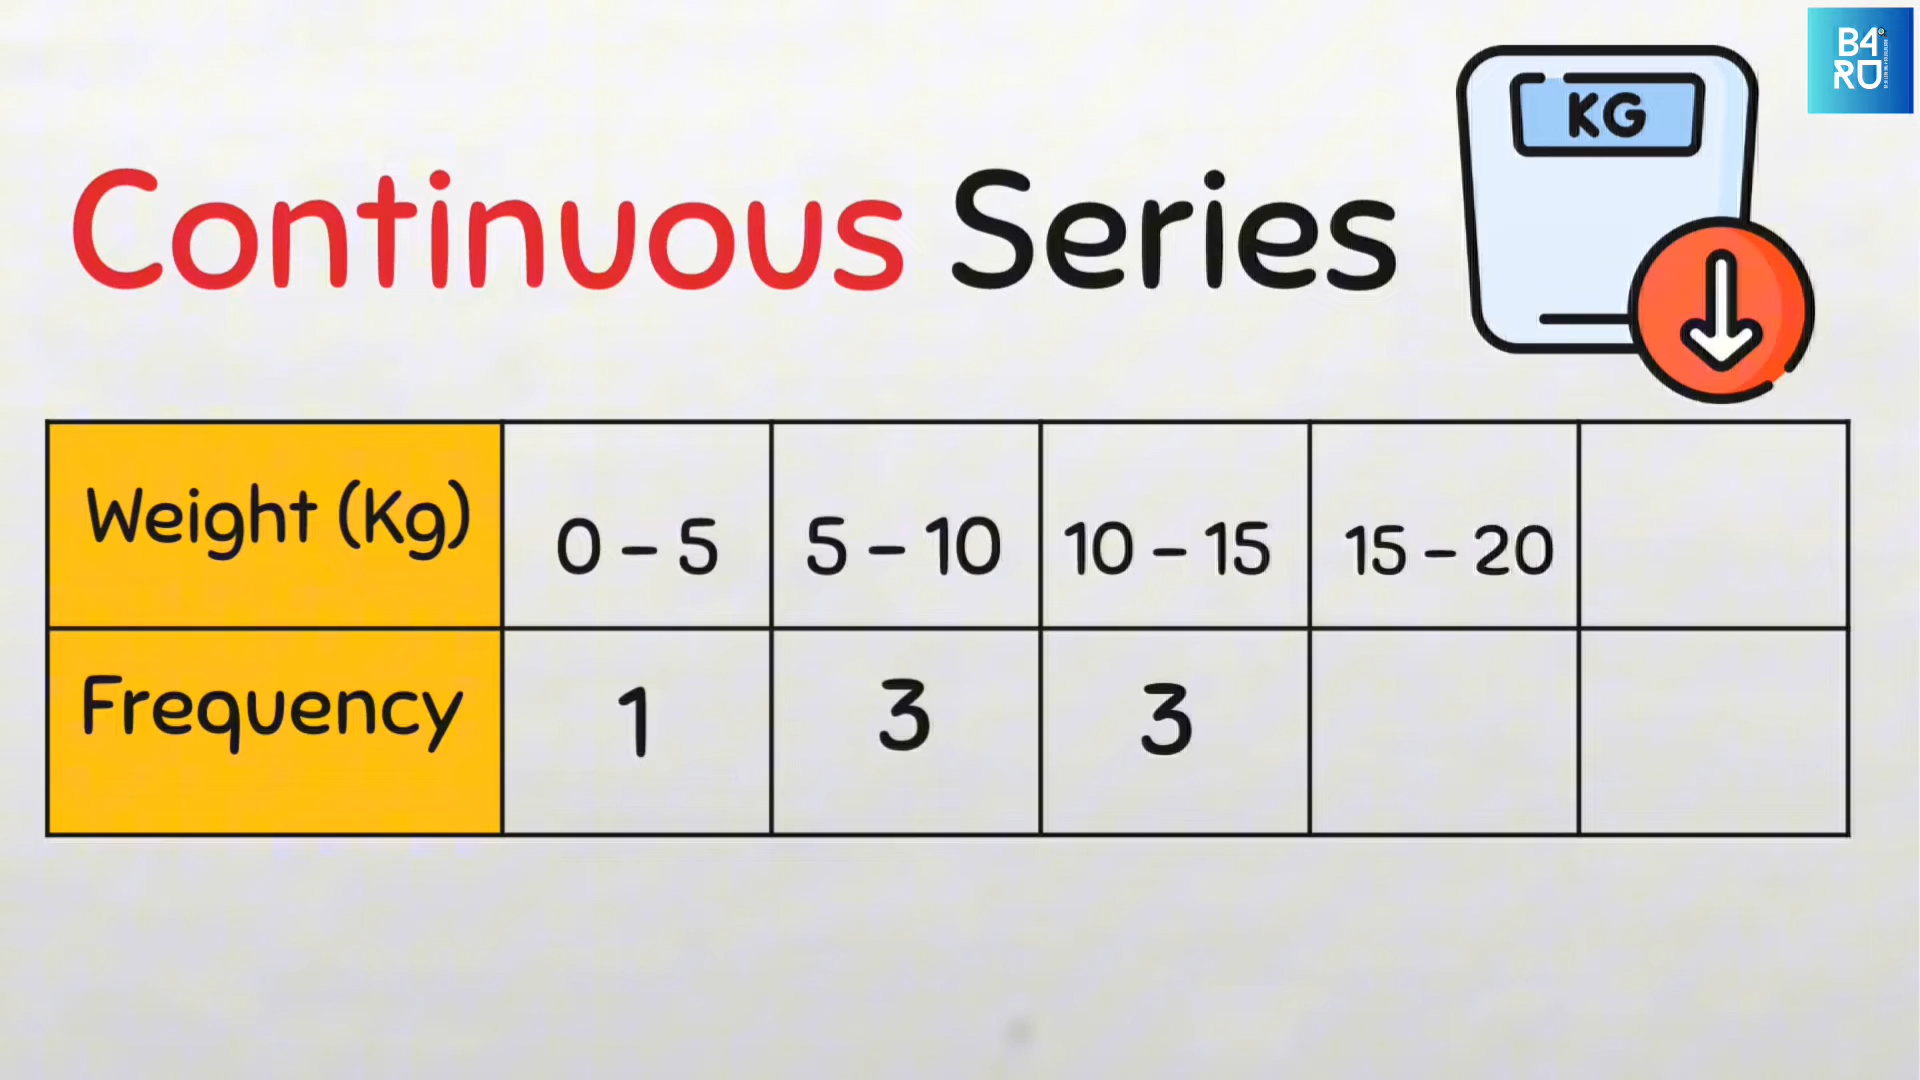 B4
RU
KG
Continuous Series
Weight (Kg) 0 – 5 5 – 10 10 – 15 15 – 20
Frequency 1 3 3